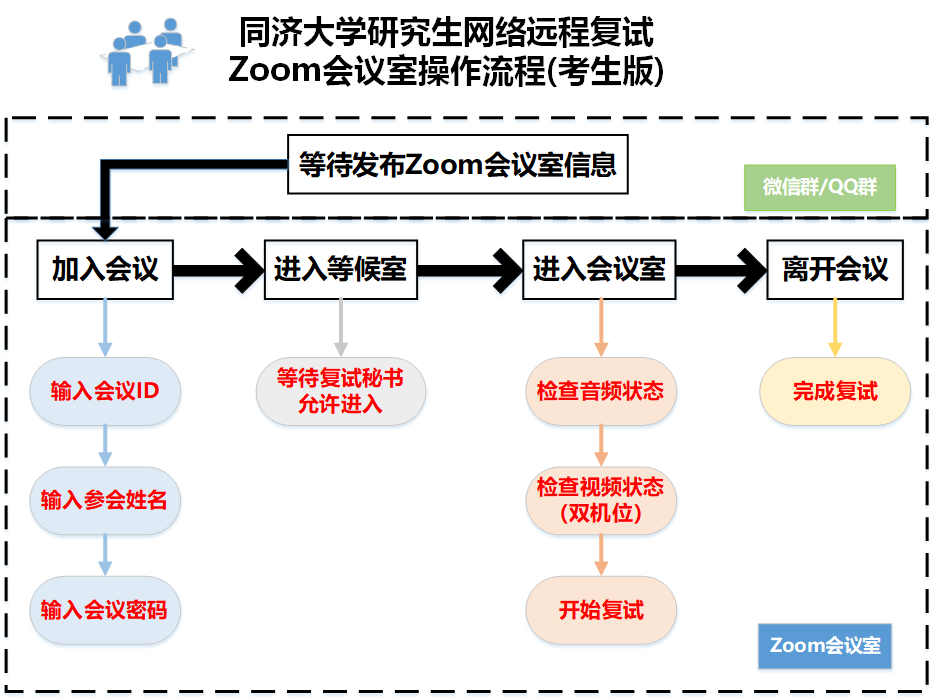 同济大学研究生网络远程复试
Zoom会议室操作流程(考生版)
等待发布Zoom会议室信息
微信群/QQ群
加入会议
进入等候室
进入会议室
离开会议
输入会议ID
等待复试秘书
允许进入
检查音频状态
完成复试
输入参会姓名
检查视频状态
(双机位)
输入会议密码
开始复试
Zoom会议室